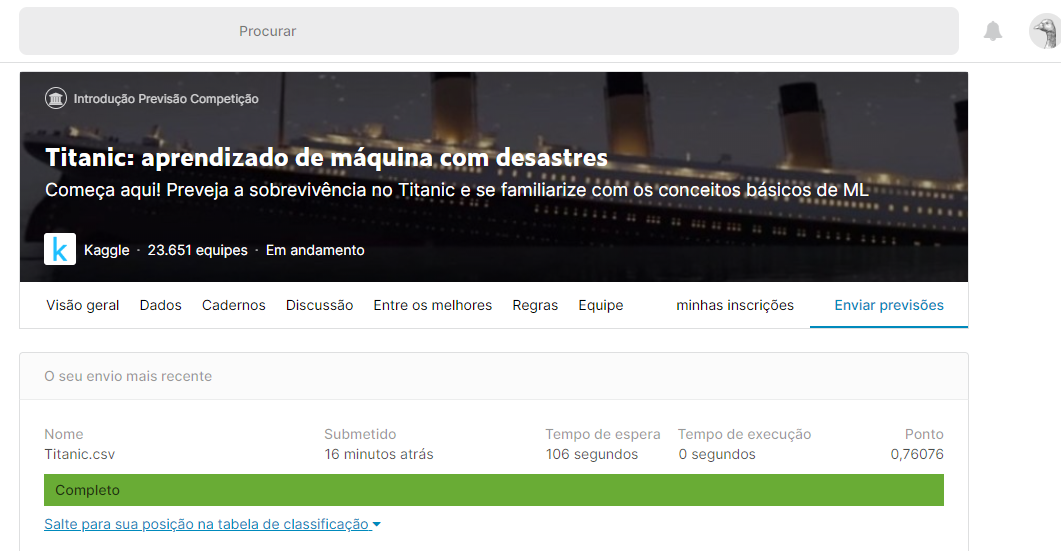 Procurar
Introdução Previsão Competição
Titanic: aprendizado de máquina com desastres
Começa aqui! Preveja a sobrevivência no Titanic e se familiarize com os conceitos básicos de ML
k Kaggle · 23.651 equipes · Em andamento
Visão geral Dados Cadernos Discussão Entre os melhores Regras Equipe minhas inscrições Enviar previsões
O seu envio mais recente
Nome Submetido Tempo de espera Tempo de execução Ponto
Titanic.csv 16 minutos atrás 106 segundos 0 segundos 0,76076
Completo
Salte para sua posição na tabela de classificação